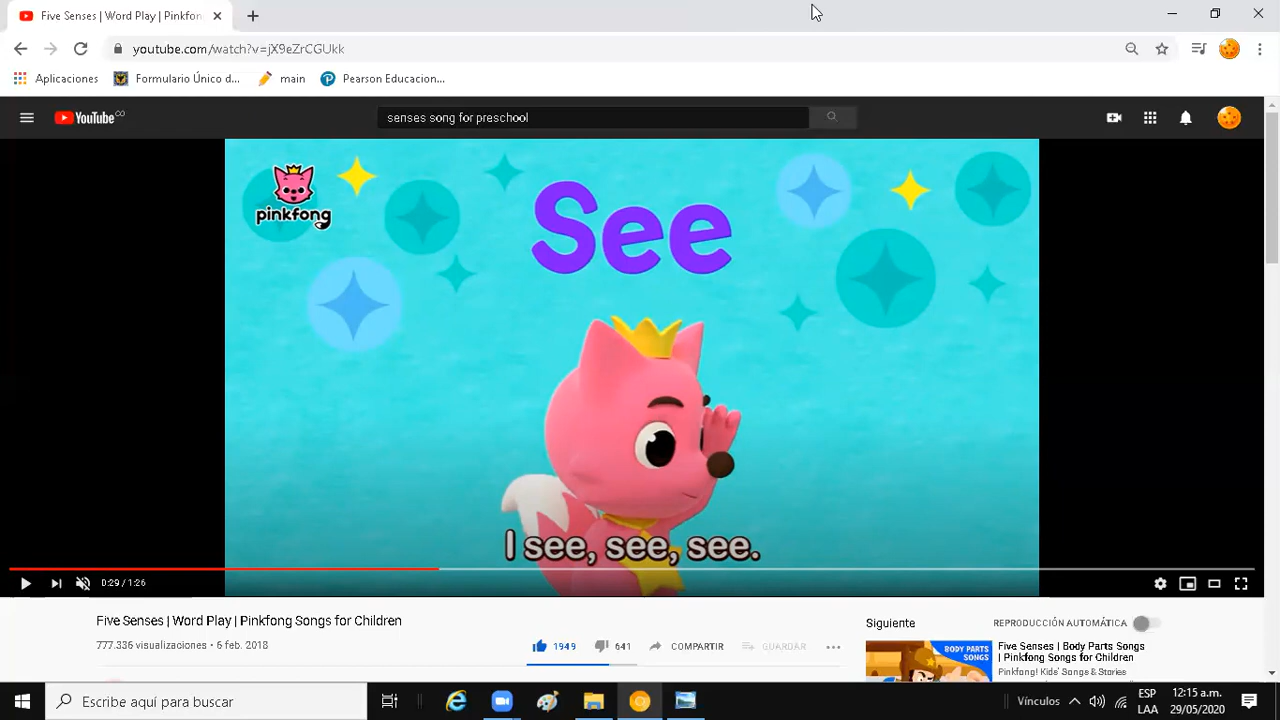 Five Senses | Word Play | Pinkfon
youtube.com/watch?v=jX9eZrCGUkk
Aplicaciones
Formulario Único d...
main
Pearson Educacion...
YouTube CO
senses song for preschool
pinkfong
See
I see, see, see.
0:29 / 1:26
Five Senses | Word Play | Pinkfong Songs for Children
777.336 visualizaciones • 6 feb. 2018
1949
641
COMPARTIR
GUARDAR
Siguiente
REPRODUCCIÓN AUTOMÁTICA
BODY PARTS
SONGS
Five Senses | Body Parts Songs
| Pinkfong Songs for Children
Pinkfong! Kids' Songs & Stories
Escribe aquí para buscar
Vínculos
ESP
LAA
12:15 a.m.
29/05/2020